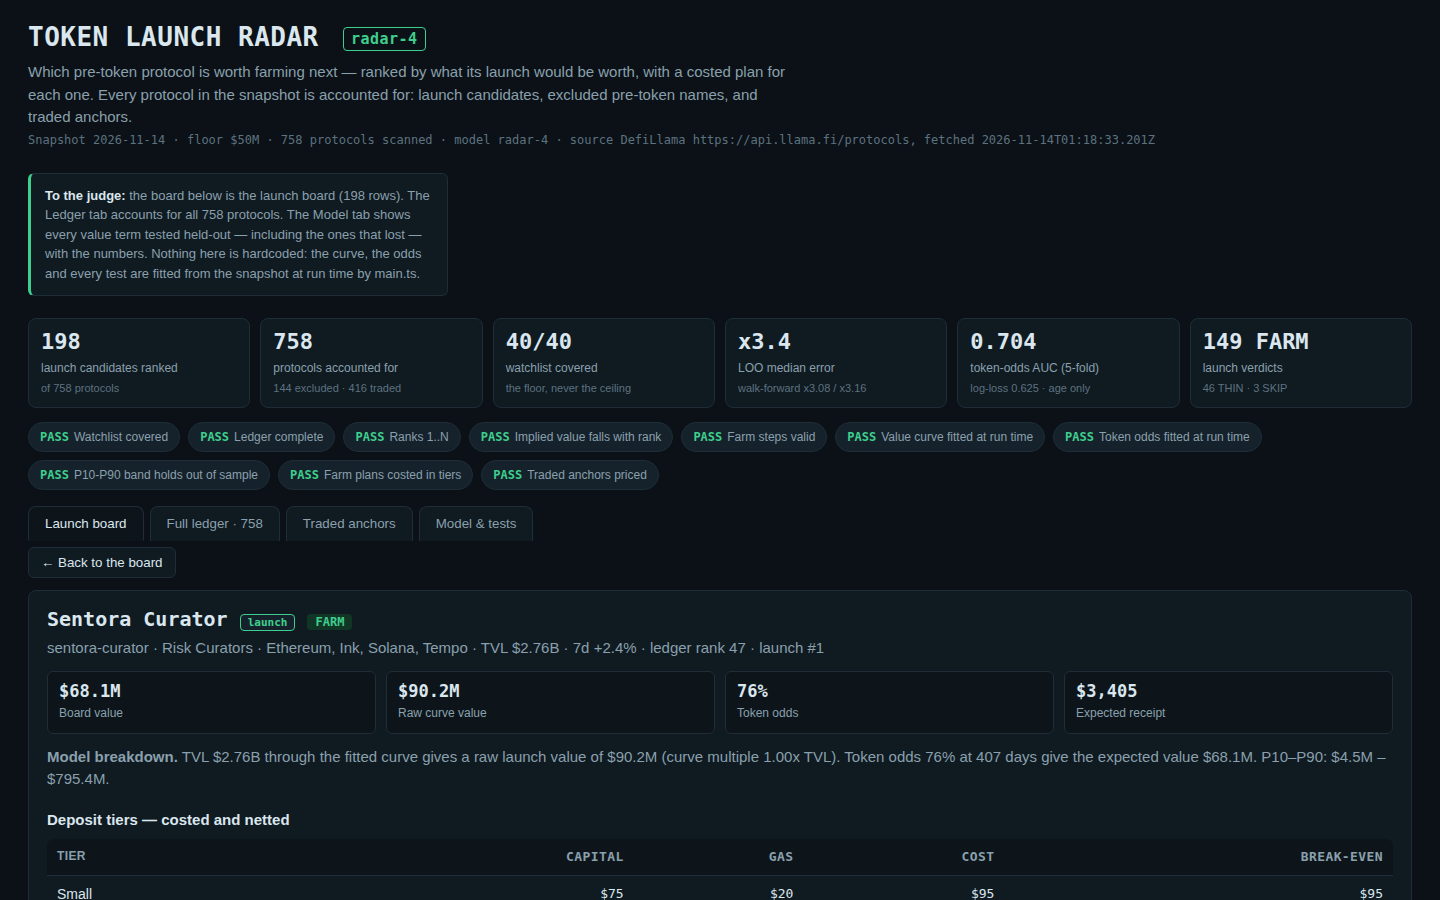 TOKEN LAUNCH RADAR radar-4
Which pre-token protocol is worth farming next — ranked by what its launch would be worth, with a costed plan for
each one. Every protocol in the snapshot is accounted for: launch candidates, excluded pre-token names, and
traded anchors.
Snapshot 2026-11-14 · floor $50M · 758 protocols scanned · model radar-4 · source DefiLlama https://api.llama.fi/protocols, fetched 2026-11-14T01:18:33.201Z
To the judge: the board below is the launch board (198 rows). The
Ledger tab accounts for all 758 protocols. The Model tab shows
every value term tested held-out — including the ones that lost —
with the numbers. Nothing here is hardcoded: the curve, the odds
and every test are fitted from the snapshot at run time by main.ts.
198
launch candidates ranked
of 758 protocols
758
protocols accounted for
144 excluded · 416 traded
40/40
watchlist covered
the floor, never the ceiling
x3.4
LOO median error
walk-forward x3.08 / x3.16
0.704
token-odds AUC (5-fold)
log-loss 0.625 · age only
149 FARM
launch verdicts
46 THIN · 3 SKIP
PASS Watchlist covered
PASS Ledger complete
PASS Ranks 1..N
PASS Implied value falls with rank
PASS Farm steps valid
PASS Value curve fitted at run time
PASS Token odds fitted at run time
PASS P10-P90 band holds out of sample
PASS Farm plans costed in tiers
PASS Traded anchors priced
Launch board
Full ledger · 758
Traded anchors
Model & tests
← Back to the board
Sentora Curator launch FARM
sentora-curator · Risk Curators · Ethereum, Ink, Solana, Tempo · TVL $2.76B · 7d +2.4% · ledger rank 47 · launch #1
$68.1M
Board value
$90.2M
Raw curve value
76%
Token odds
$3,405
Expected receipt
Model breakdown. TVL $2.76B through the fitted curve gives a raw launch value of $90.2M (curve multiple 1.00x TVL). Token odds 76% at 407 days give the expected value $68.1M. P10–P90: $4.5M –
$795.4M.
Deposit tiers — costed and netted
TIER CAPITAL GAS COST BREAK-EVEN
Small $75 $20 $95 $95